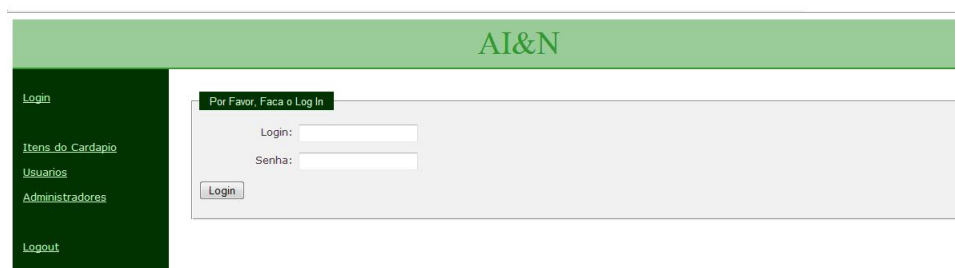 AI&N
Login
Itens do Cardapio
Usuarios
Administradores
Logout
Por Favor, Faca o Log In
Login:
Senha:
Login